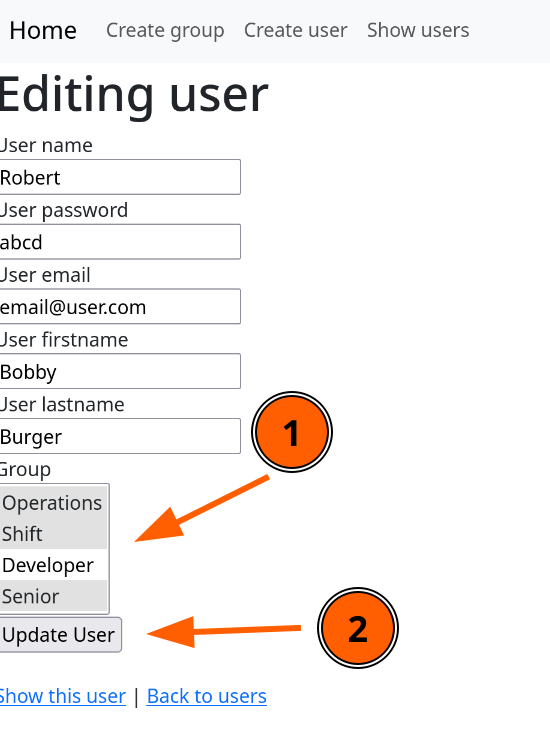 Home Create group Create user Show users
Editing user
User name
Robert
User password
abcd
User email
email@user.com
User firstname
Bobby
User lastname
Burger
1
Group
Operations
Shift
Developer
Senior
Update User
2
Show this user | Back to users